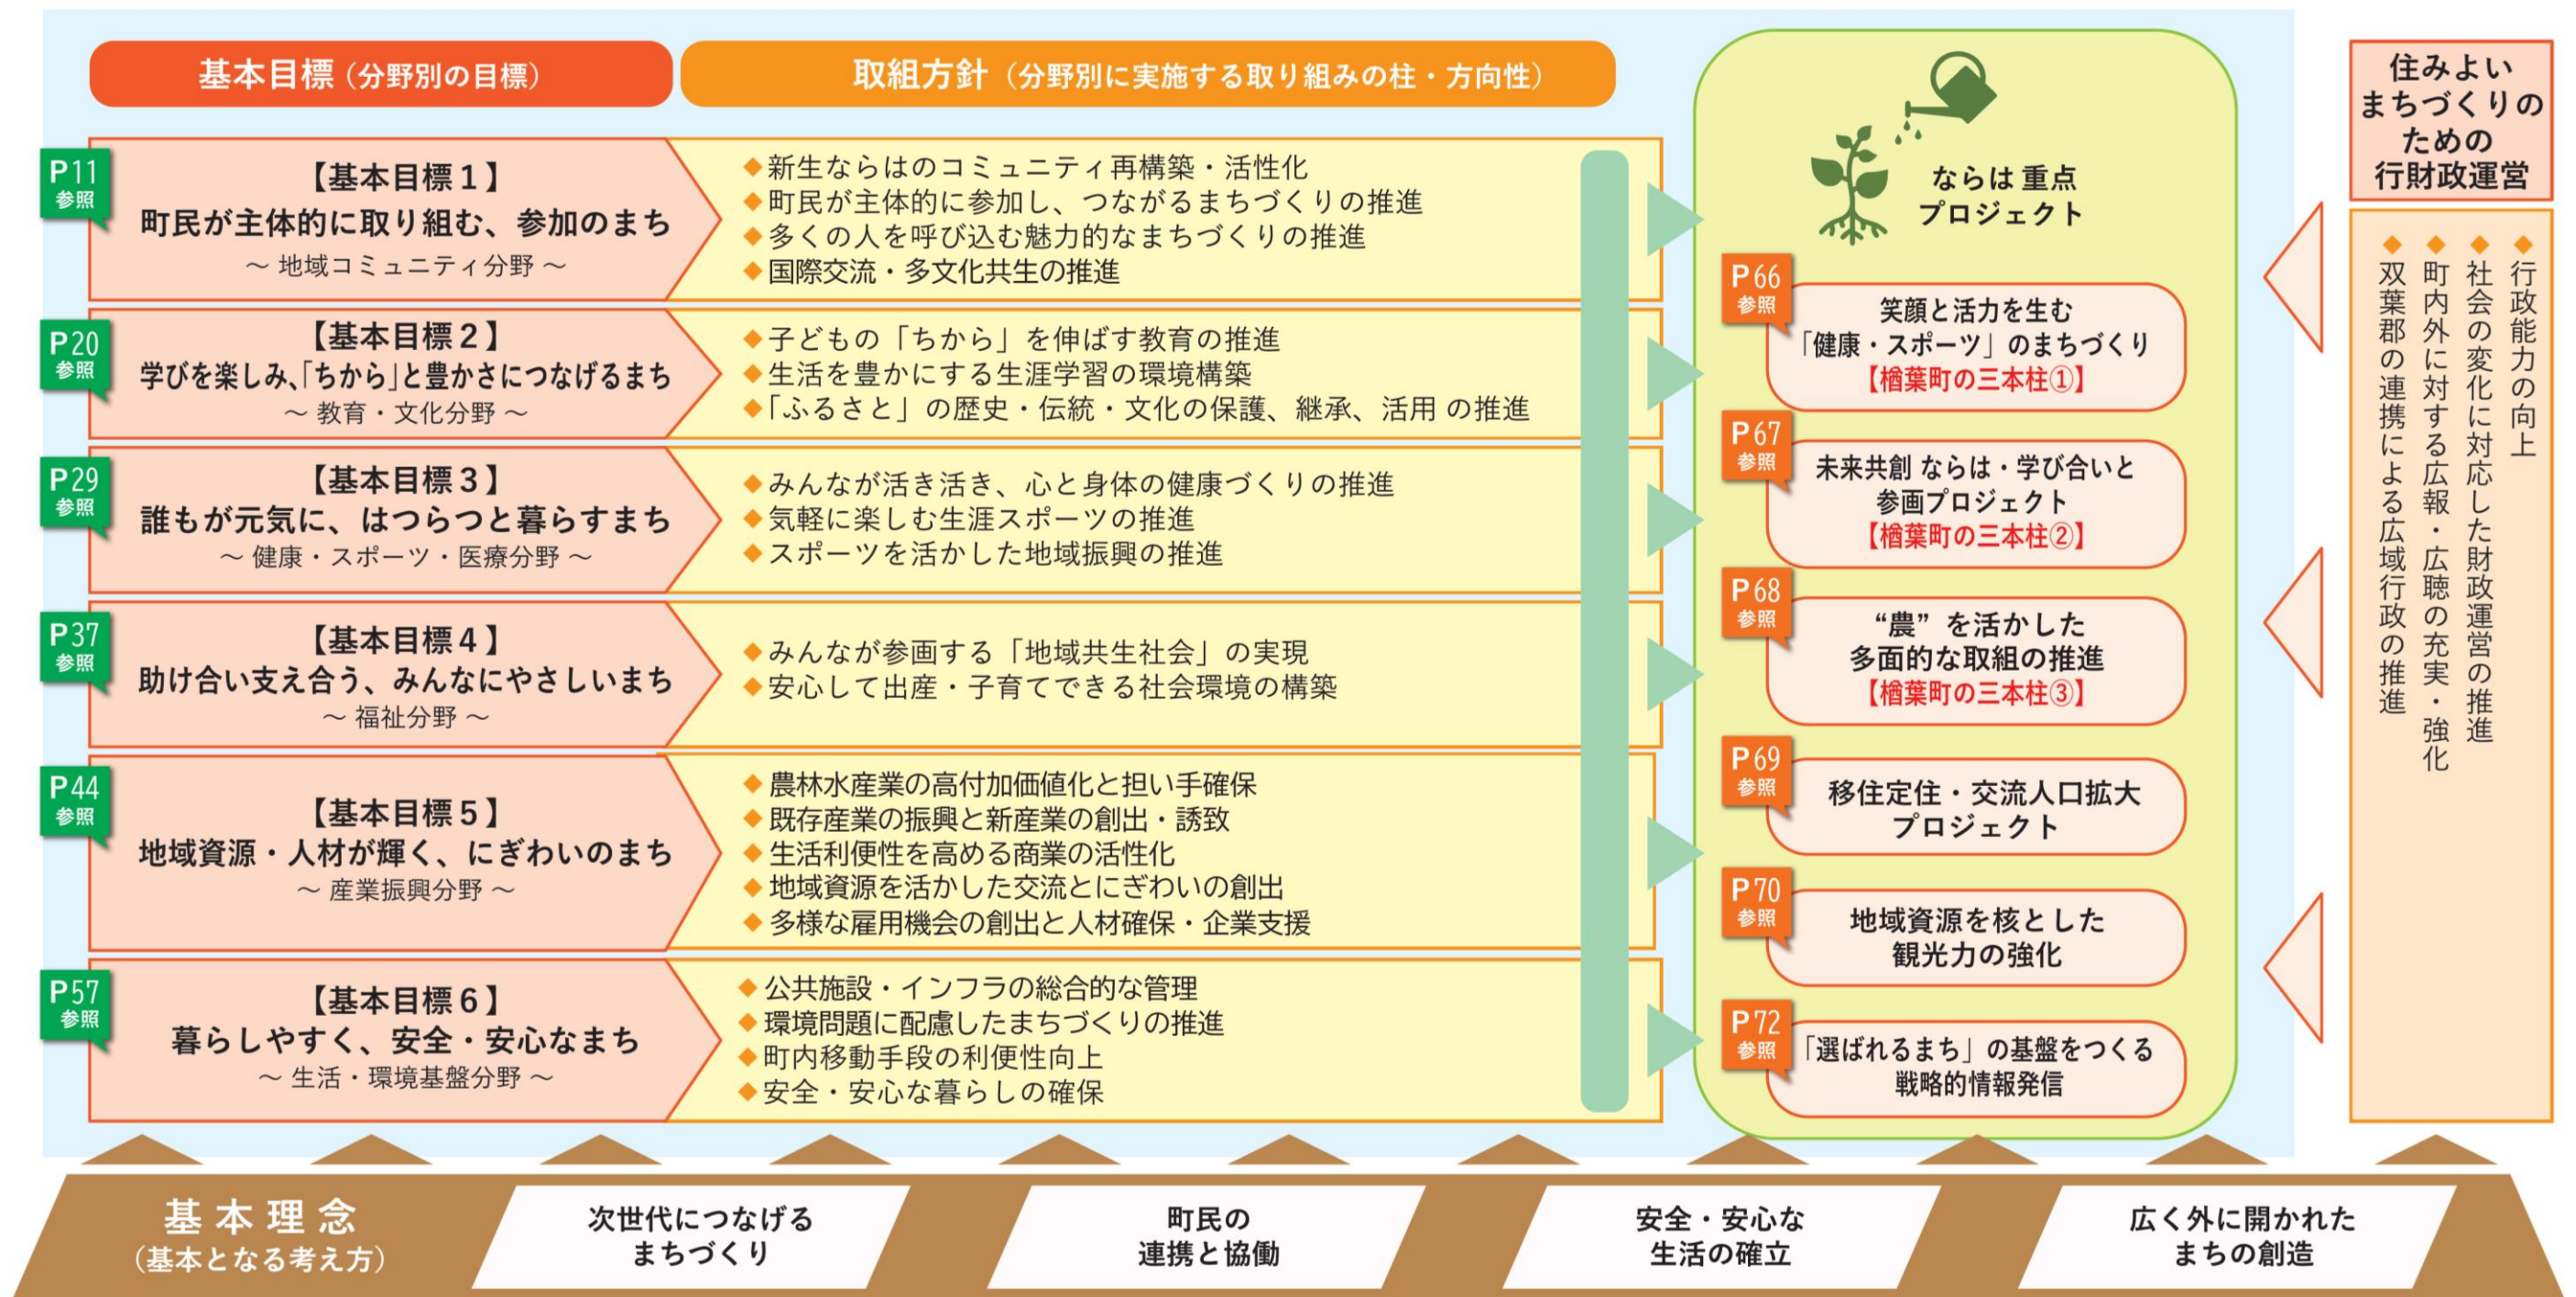 基本目標（分野別の目標）
取組方針（分野別に実施する取り組みの柱・方向性）
P11
参照
【基本目標１】
町民が主体的に取り組む、参加のまち
～ 地域コミュニティ分野 ～
◆新生ならはのコミュニティ再構築・活性化
◆町民が主体的に参加し、つながるまちづくりの推進
◆多くの人を呼び込む魅力的なまちづくりの推進
◆国際交流・多文化共生の推進
P20
参照
【基本目標２】
学びを楽しみ、「ちから」と豊かさにつなげるまち
～ 教育・文化分野 ～
◆子どもの「ちから」を伸ばす教育の推進
◆生活を豊かにする生涯学習の環境構築
◆「ふるさと」の歴史・伝統・文化の保護、継承、活用 の推進
P29
参照
【基本目標３】
誰もが元気に、はつらつと暮らすまち
～ 健康・スポーツ・医療分野 ～
◆みんなが活き活き、心と身体の健康づくりの推進
◆気軽に楽しむ生涯スポーツの推進
◆スポーツを活かした地域振興の推進
P37
参照
【基本目標４】
助け合い支え合う、みんなにやさしいまち
～ 福祉分野 ～
◆みんなが参画する「地域共生社会」の実現
◆安心して出産・子育てできる社会環境の構築
P44
参照
【基本目標５】
地域資源・人材が輝く、にぎわいのまち
～ 産業振興分野 ～
◆農林水産業の高付加価値化と担い手確保
◆既存産業の振興と新産業の創出・誘致
◆生活利便性を高める商業の活性化
◆地域資源を活かした交流とにぎわいの創出
◆多様な雇用機会の創出と人材確保・企業支援
P57
参照
【基本目標６】
暮らしやすく、安全・安心なまち
～ 生活・環境基盤分野 ～
◆公共施設・インフラの総合的な管理
◆環境問題に配慮したまちづくりの推進
◆町内移動手段の利便性向上
◆安全・安心な暮らしの確保
ならは 重点
プロジェクト
P66
参照
笑顔と活力を生む
「健康・スポーツ」のまちづくり
【楢葉町の三本柱①】
P67
参照
未来共創 ならは・学び合いと
参画プロジェクト
【楢葉町の三本柱②】
P68
参照
“農”を活かした
多面的な取組の推進
【楢葉町の三本柱③】
P69
参照
移住定住・交流人口拡大
プロジェクト
P70
参照
地域資源を核とした
観光力の強化
P72
参照
「選ばれるまち」の基盤をつくる
戦略的情報発信
住みよい
まちづくりの
ための
行財政運営
◆行政能力の向上
◆社会の変化に対応した財政運営の推進
◆町内外に対する広報・広聴の充実・強化
◆双葉郡の連携による広域行政の推進
基本理念
（基本となる考え方）
次世代につなげる
まちづくり
町民の
連携と協働
安全・安心な
生活の確立
広く外に開かれた
まちの創造